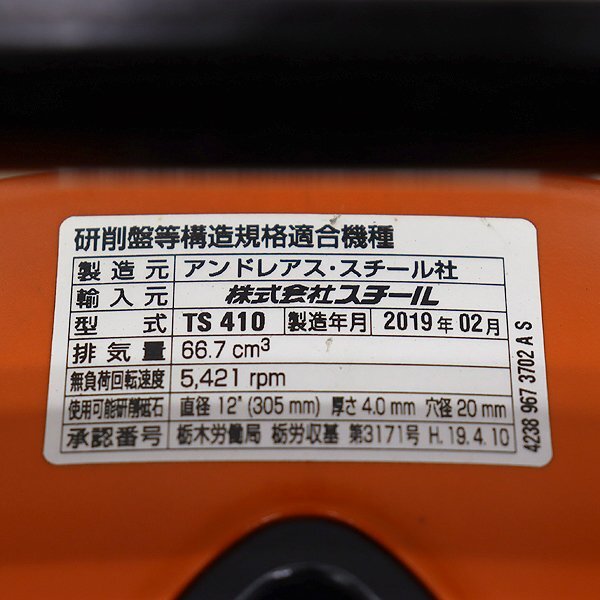 研削盤等構造規格適合機種
製造元 アンドレアス・スチール社
輸入元 株式会社スチール
型式 TS 410 製造年月 2019年02月
排気量 66.7 cm³
無負荷回転速度 5,421 rpm
使用可能研削砥石 直径 12" (305 mm) 厚さ 4.0 mm 穴径 20 mm
承認番号 栃木労働局 栃労収基 第3171号 H.19.4.10
4238 967 3702 A S